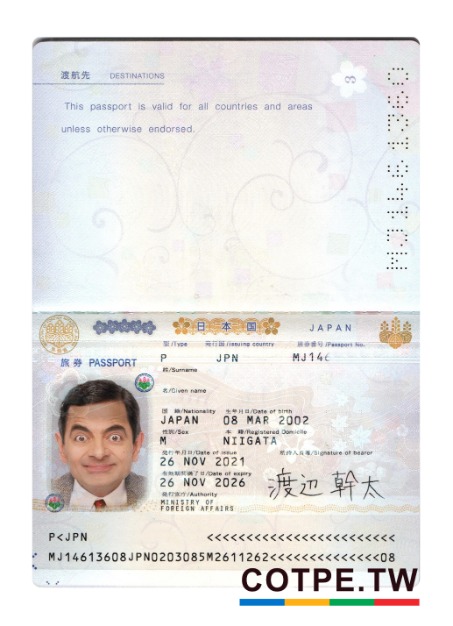 渡航先 DESTINATIONS
This passport is valid for all countries and areas
unless otherwise endorsed.
日本国 JAPAN
型/Type 発行国/Issuing country 旅券番号/Passport No.
旅券 PASSPORT P JPN MJ146
姓/Surname
名/Given name
国籍/Nationality 生年月日/Date of birth
JAPAN 08 MAR 2002
性別/Sex 本籍/Registered Domicile
M NIIGATA
発行年月日/Date of issue 所持人自署/Signature of bearer
26 NOV 2021
有効期間満了日/Date of expiry
26 NOV 2026 渡辺 幹太
発行官庁/Authority
MINISTRY OF
FOREIGN AFFAIRS
P<JPN <<<<<<<<<<<<<<<<<<<<<<<<<
MJ14613608JPN0203085M2611262<<<<<<<<<<<<<<<08
COTPE.TW